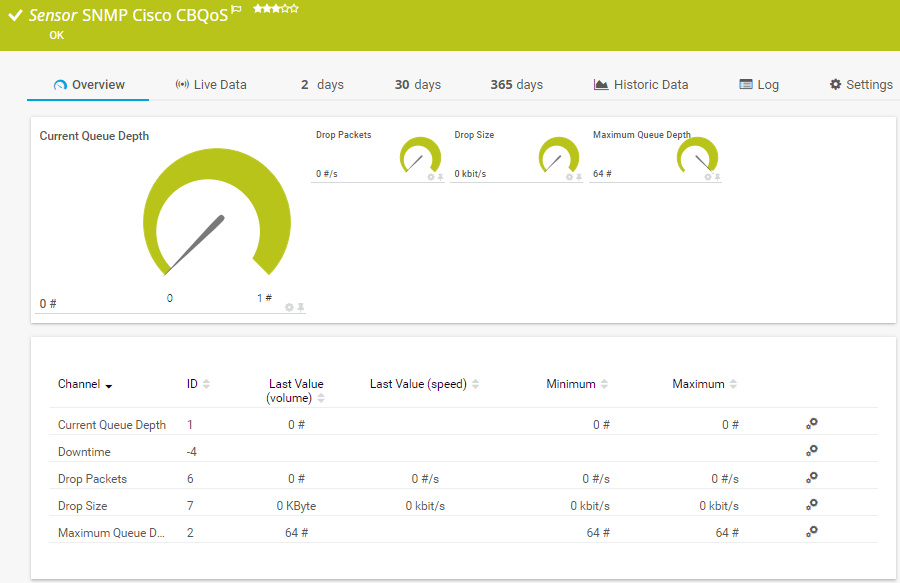 Sensor SNMP Cisco CBQoS
OK
Overview
Live Data
2 days
30 days
365 days
Historic Data
Log
Settings
Current Queue Depth
0 #
0
1 #
Drop Packets
0 #/s
Drop Size
0 kbit/s
Maximum Queue Depth
64 #
Channel ID Last Value (speed) Minimum Maximum
Last Value
(volume)
Current Queue Depth 1 0 # 0 # 0 #
Downtime -4
Drop Packets 6 0 # 0 #/s 0 #/s 0 #/s
Drop Size 7 0 KByte 0 kbit/s 0 kbit/s 0 kbit/s
Maximum Queue D... 2 64 # 64 # 64 #